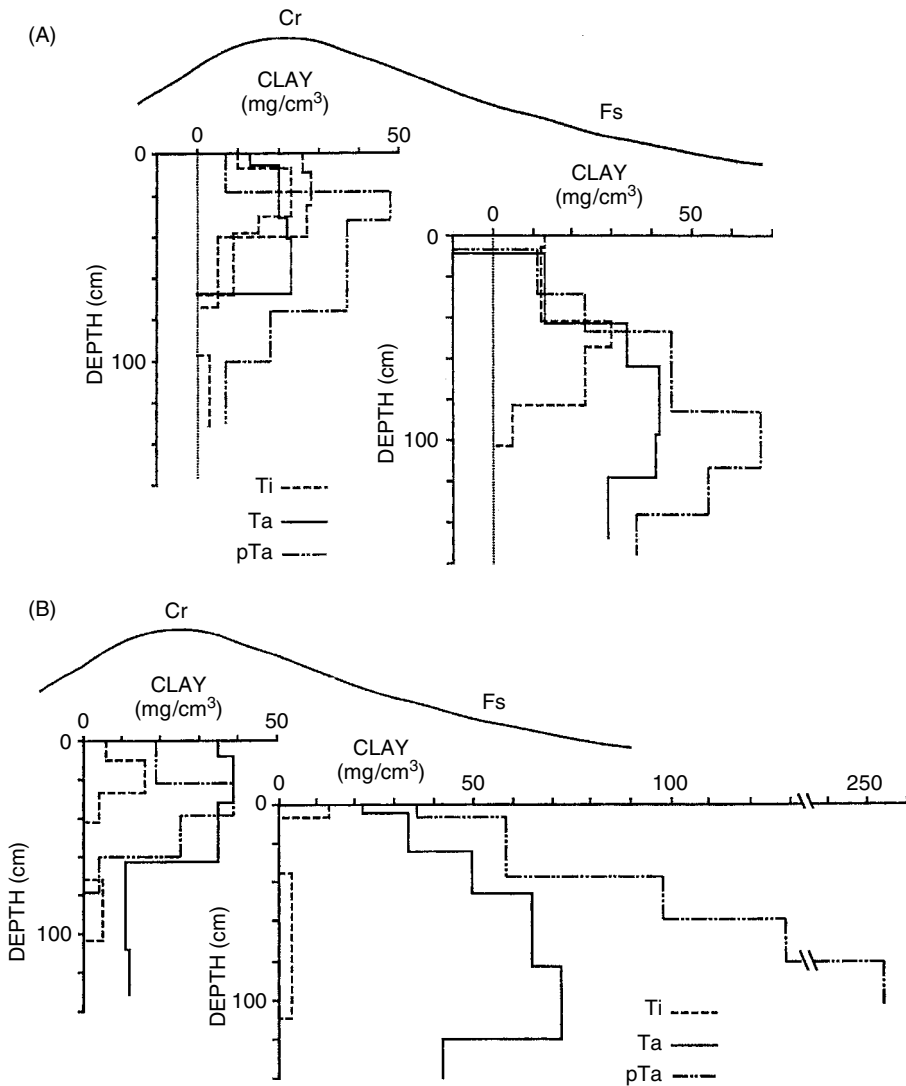 (A)
Cr
CLAY
(mg/cm³)
0 50
0
100
DEPTH (cm)
Fs
CLAY
(mg/cm³)
0 50
0
100
DEPTH (cm)
Ti
Ta
pTa
(B)
Cr
CLAY
(mg/cm³)
0 50
0
100
DEPTH (cm)
Fs
CLAY
(mg/cm³)
0 50 100 250
0
100
DEPTH (cm)
Ti
Ta
pTa